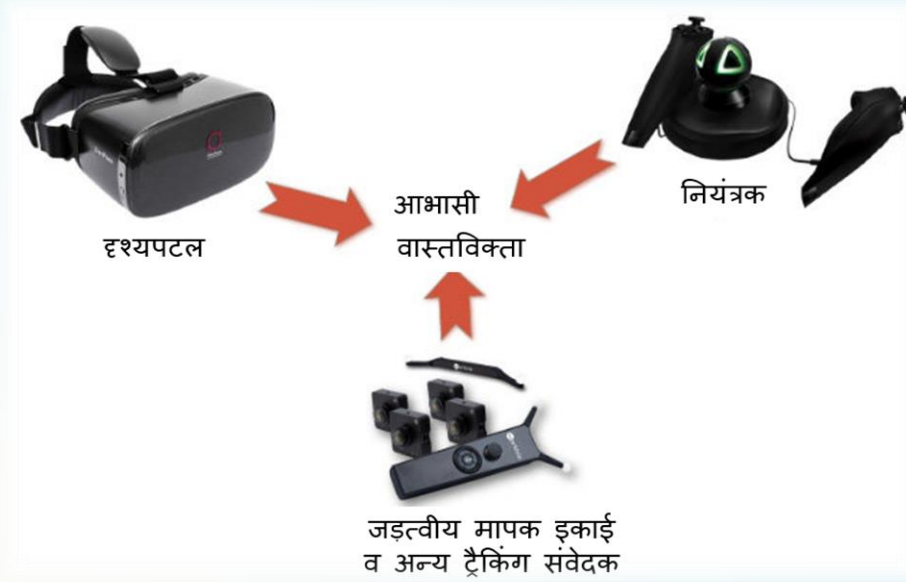 नियंत्रक
आभासी
वास्तविक्ता
दृश्यपटल
जड़त्वीय मापक इकाई
व अन्य ट्रैकिंग संवेदक